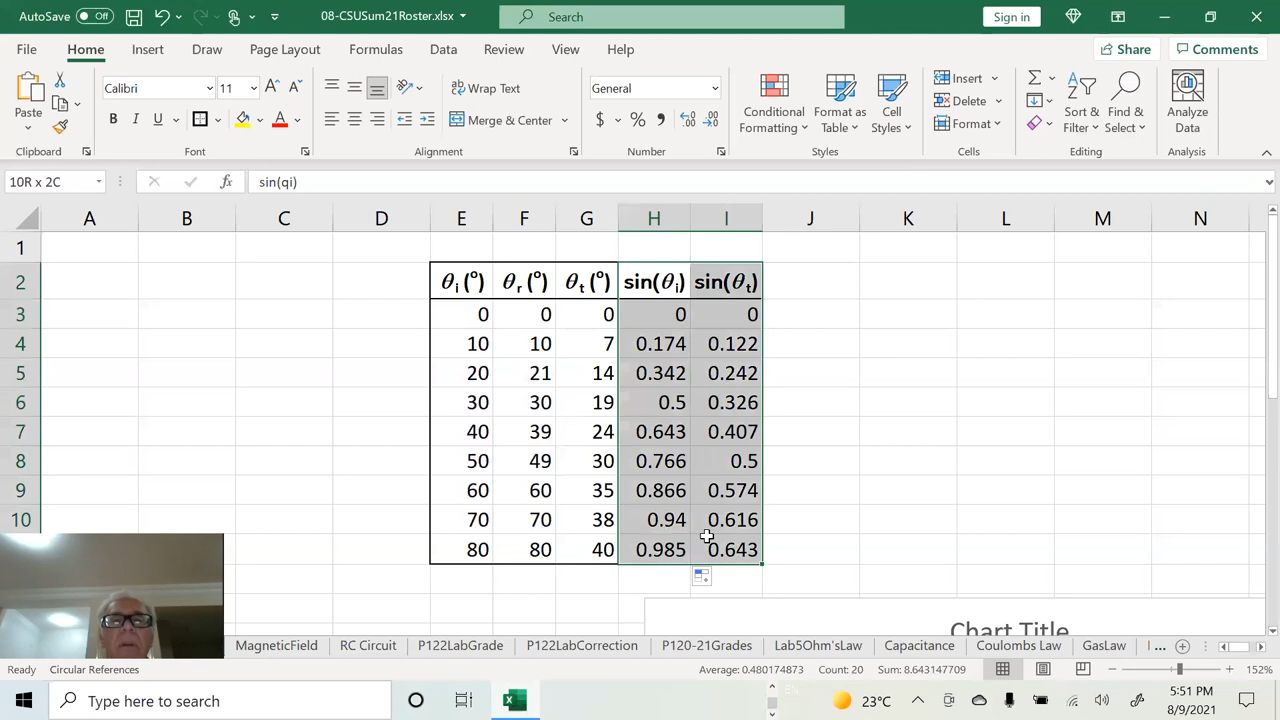 AutoSave Off 08-CSUSum21Roster.xlsx Search Sign in
File Home Insert Draw Page Layout Formulas Data Review View Help Share Comments
Paste
Calibri 11
B I U A
Wrap Text
Merge & Center
General
$ % ,
Conditional Formatting
Format as Table
Cell Styles
Insert
Delete
Format
Sort & Filter
Find & Select
Analyze Data
Clipboard Font Alignment Number Styles Cells Editing Analysis
10R x 2C fx sin(qi)
A B C D E F G H I J K L M N
1
2 θi (º) θr (º) θt (º) sin(θi) sin(θt)
3 0 0 0 0 0
4 10 10 7 0.174 0.122
5 20 21 14 0.342 0.242
6 30 30 19 0.5 0.326
7 40 39 24 0.643 0.407
8 50 49 30 0.766 0.5
9 60 60 35 0.866 0.574
10 70 70 38 0.94 0.616
80 80 40 0.985 0.643
Chart Title
MagneticField RC Circuit P122LabGrade P122LabCorrection P120-21Grades Lab5Ohm'sLaw Capacitance Coulombs Law GasLaw
Ready Circular References Average: 0.480174873 Count: 20 Sum: 8.643147709 152%
Type here to search 23°C EN 5:51 PM
8/9/2021